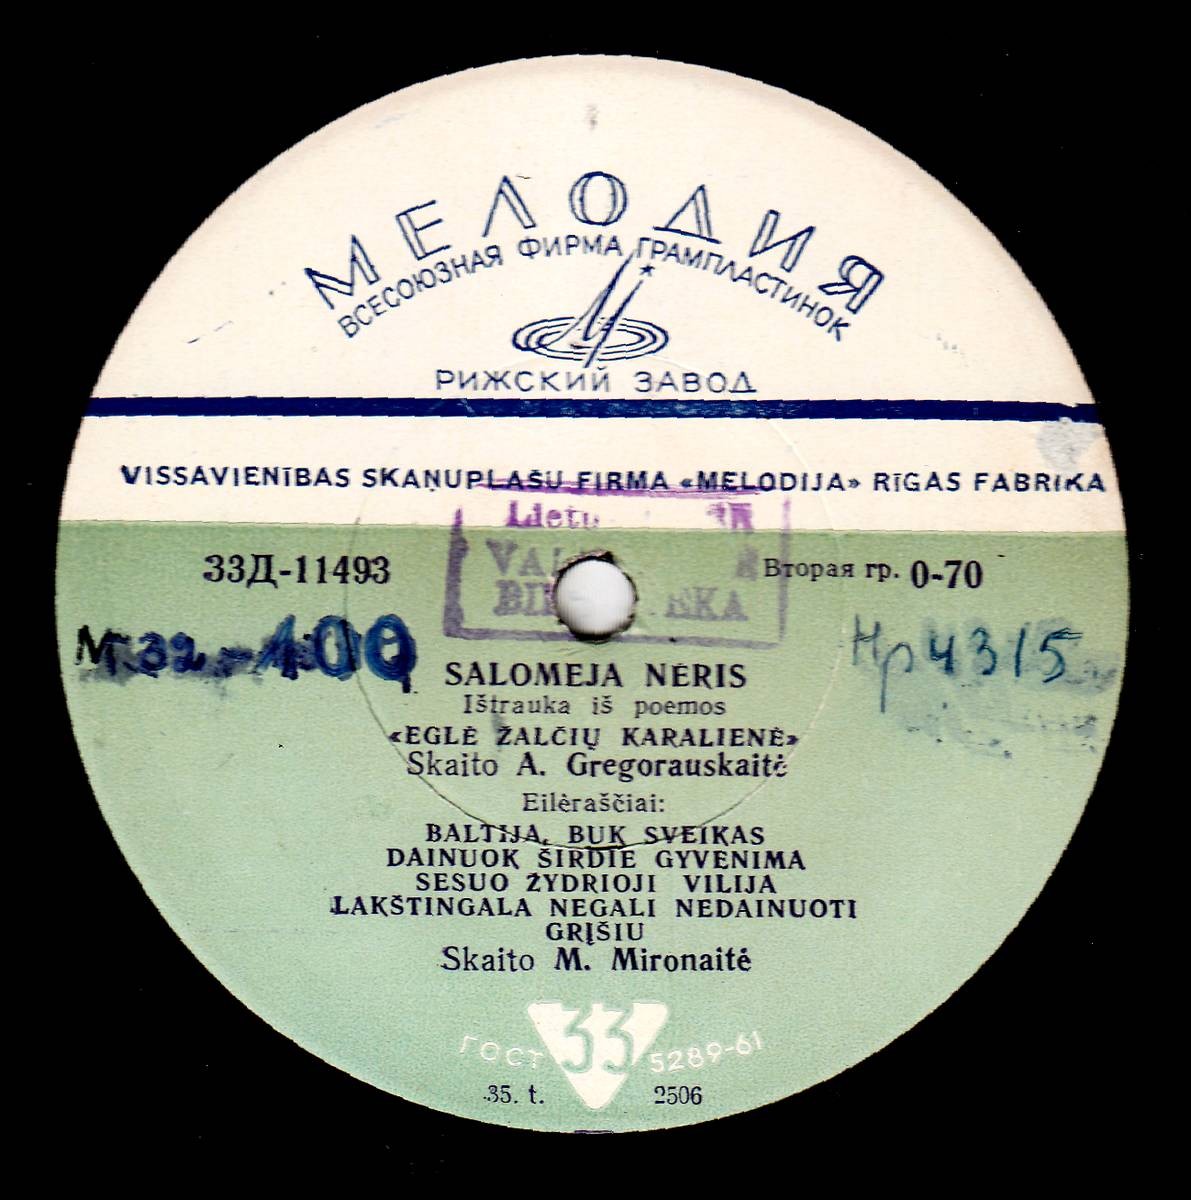 МЕЛОДИЯ
ВСЕСОЮЗНАЯ ФИРМА ГРАМПЛАСТИНОК
РИЖСКИЙ ЗАВОД
VISSAVIENĪBAS SKAŅUPLAŠU FIRMA «MELODIJA» RĪGAS FABRIKA
33Д-11493 Вторая гр. 0-70
SALOMEJA NERIS
Ištrauka iš poemos
«EGLĖ ŽALČIŲ KARALIENĖ»
Skaito A. Gregorauskaitė
Eilėraščiai:
BALTIJA, BUK SVEIKAS
DAINUOK ŠIRDIE GYVENIMA
SESUO ŽYDRIOJI VILIJA
LAKŠTINGALA NEGALI NEDAINUOTI
GRĮŠIU
Skaito M. Mironaitė
ГОСТ 33 5289-61
35. t. 2506